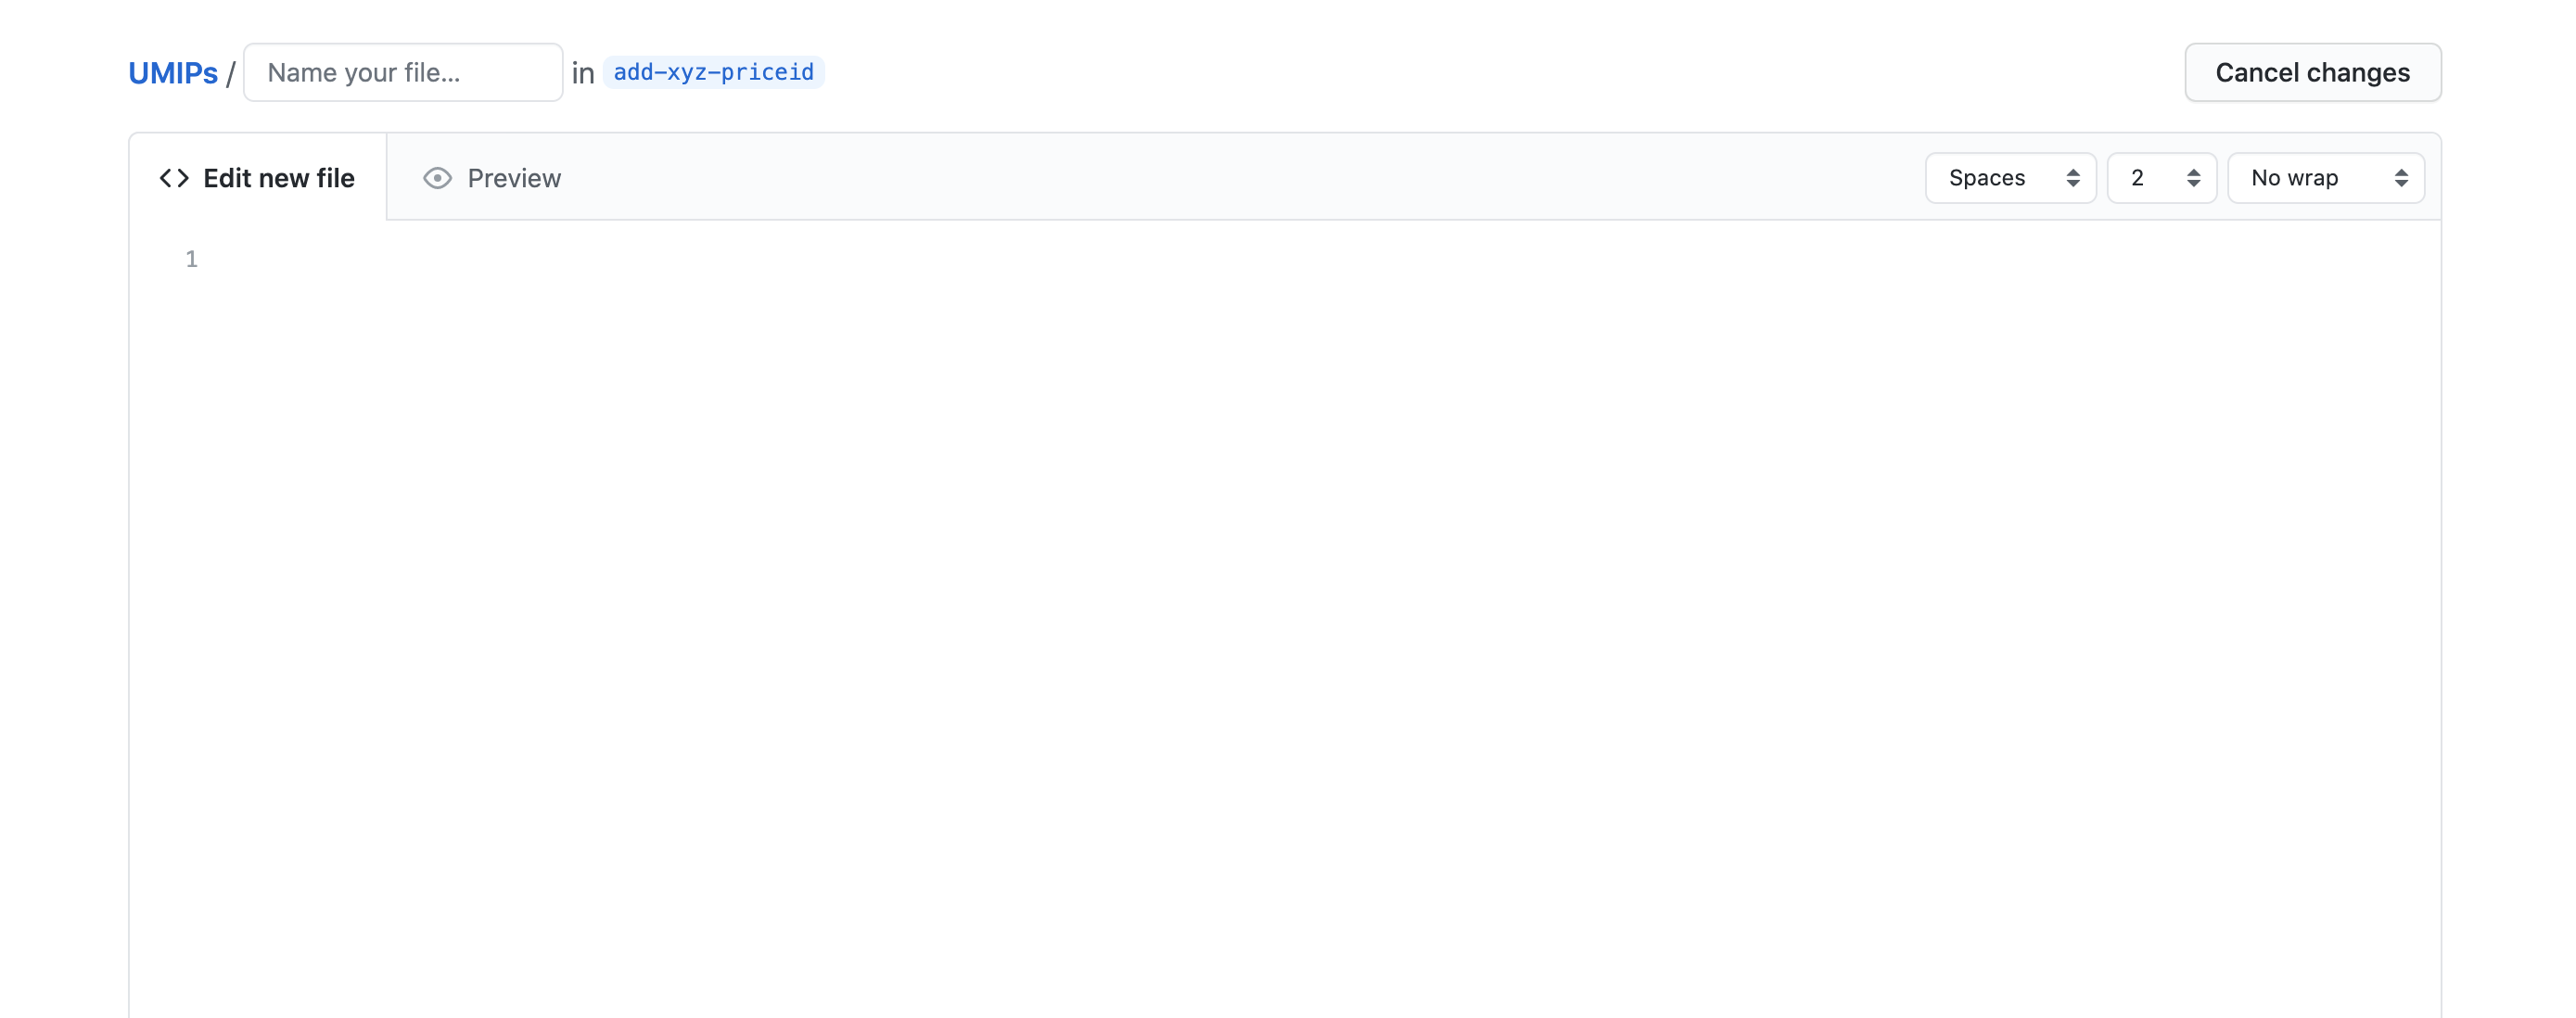 UMIPs / Name your file... in add-xyz-priceid Cancel changes
<> Edit new file Preview Spaces 2 No wrap
1